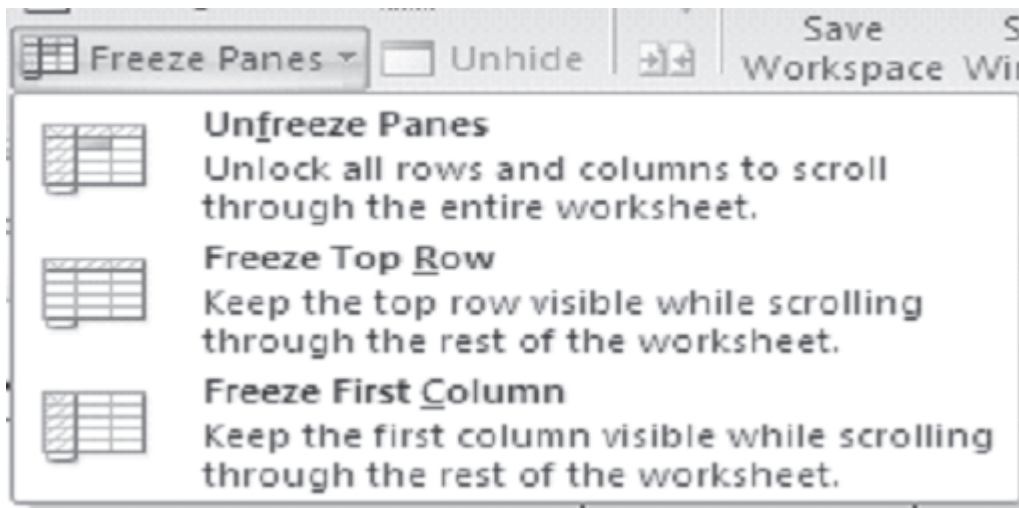 Save
Freeze Panes Unhide Workspace
Unfreeze Panes
Unlock all rows and columns to scroll
through the entire worksheet.
Freeze Top Row
Keep the top row visible while scrolling
through the rest of the worksheet.
Freeze First Column
Keep the first column visible while scrolling
through the rest of the worksheet.